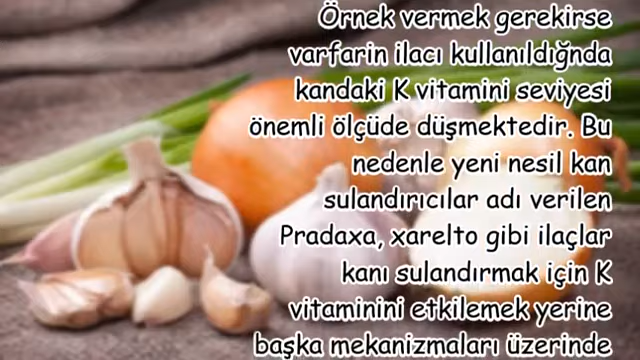 Örnek vermek gerekirse
varfarin ilacı kullanıldığnda
kandaki K vitamini seviyesi
önemli ölçüde düşmektedir. Bu
nedenle yeni nesil kan
sulandırıcılar adı verilen
Pradaxa, xarelto gibi ilaçlar
kanı sulandırmak için K
vitaminini etkilemek yerine
başka mekanizmaları üzerinde